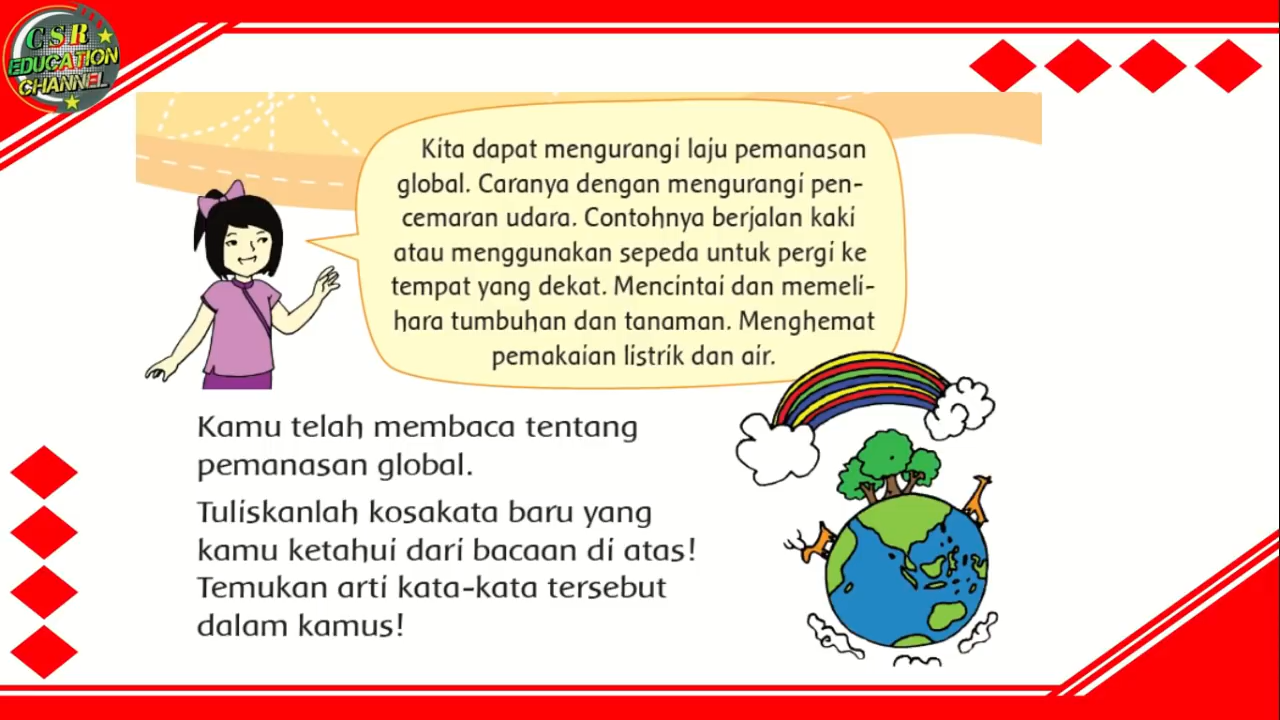 CSR
EDUCATION
CHANNEL
Kita dapat mengurangi laju pemanasan
global. Caranya dengan mengurangi pen-
cemaran udara. Contohnya berjalan kaki
atau menggunakan sepeda untuk pergi ke
tempat yang dekat. Mencintai dan memeli-
hara tumbuhan dan tanaman. Menghemat
pemakaian listrik dan air.
Kamu telah membaca tentang
pemanasan global.
Tuliskanlah kosakata baru yang
kamu ketahui dari bacaan di atas!
Temukan arti kata-kata tersebut
dalam kamus!